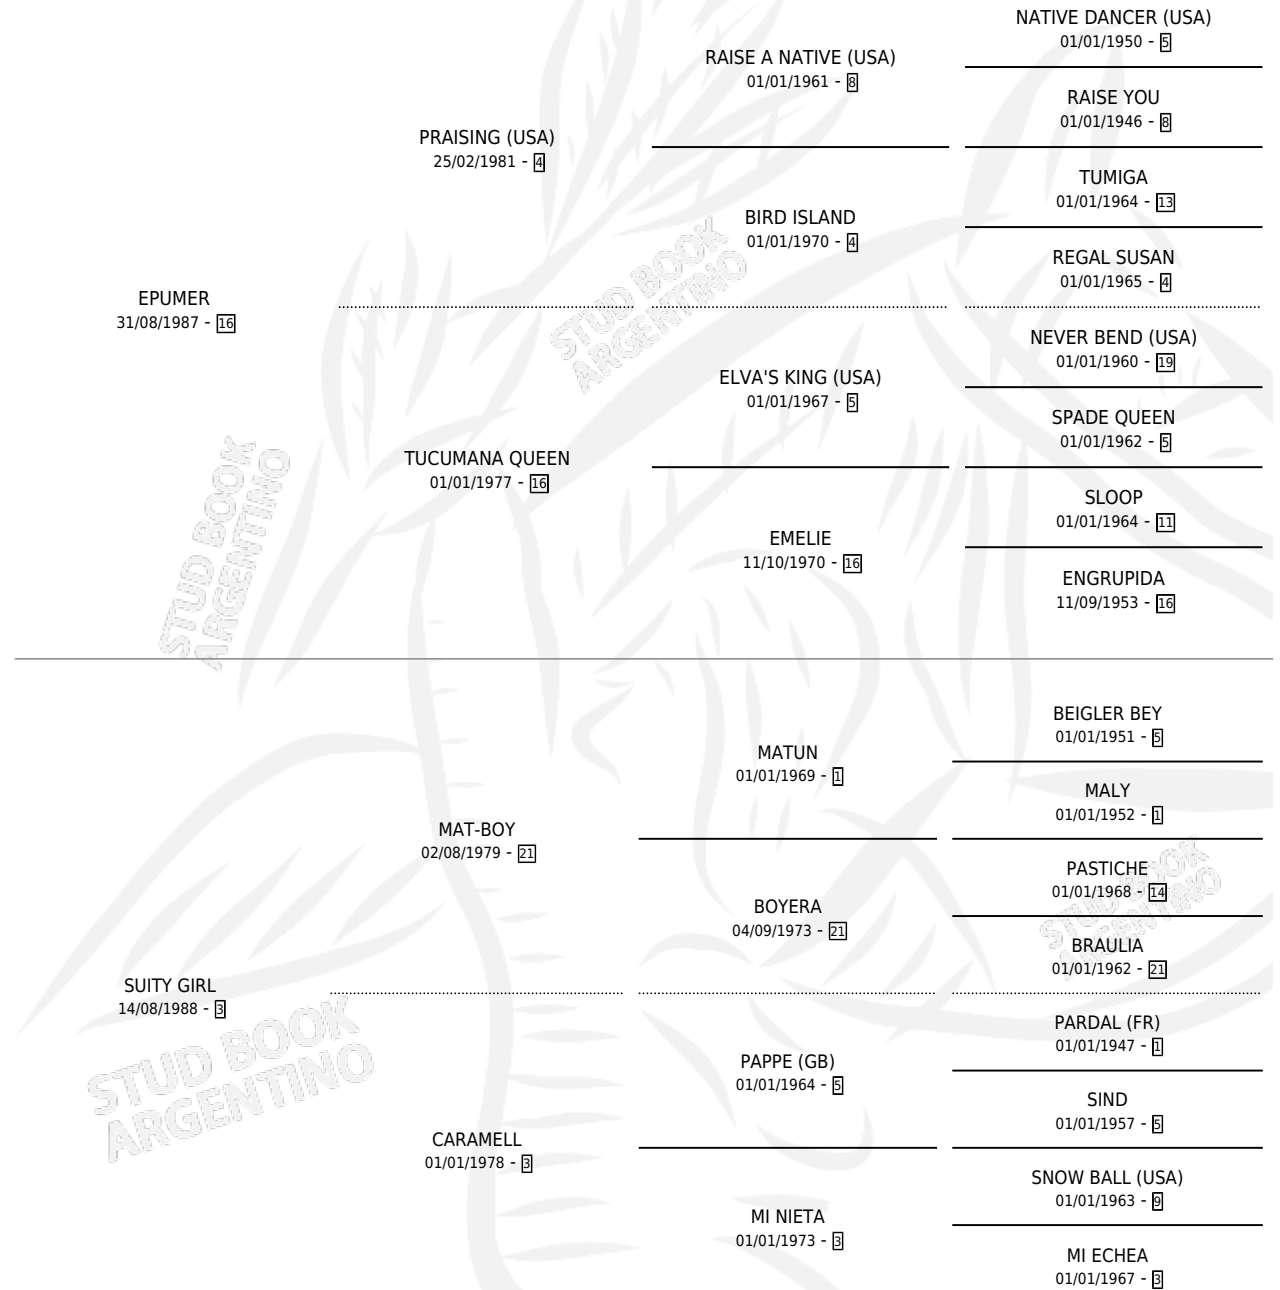 NATIVE DANCER (USA)
01/01/1950 - 5
RAISE A NATIVE (USA)
01/01/1961 - 8
RAISE YOU
01/01/1946 - 8
PRAISING (USA)
25/02/1981 - 4
TUMIGA
01/01/1964 - 13
BIRD ISLAND
01/01/1970 - 4
REGAL SUSAN
01/01/1965 - 4
EPUMER
31/08/1987 - 16
NEVER BEND (USA)
01/01/1960 - 19
ELVA'S KING (USA)
01/01/1967 - 5
SPADE QUEEN
01/01/1962 - 5
TUCUMANA QUEEN
01/01/1977 - 16
SLOOP
01/01/1964 - 11
EMELIE
11/10/1970 - 16
ENGRUPIDA
11/09/1953 - 16
BEIGLER BEY
01/01/1951 - 5
MATUN
01/01/1969 - 1
MALY
01/01/1952 - 1
MAT-BOY
02/08/1979 - 21
PASTICHE
01/01/1968 - 14
BOYERA
04/09/1973 - 21
BRAULIA
01/01/1962 - 21
SUITY GIRL
14/08/1988 - 3
PARDAL (FR)
01/01/1947 - 1
PAPPE (GB)
01/01/1964 - 5
SIND
01/01/1957 - 5
CARAMELL
01/01/1978 - 3
SNOW BALL (USA)
01/01/1963 - 9
MI NIETA
01/01/1973 - 3
MI ECHEA
01/01/1967 - 3
STUD BOOK
ARGENTINO
STUD BOOK
ARGENTINO
STUD BOOK
ARGENTINO
STUD BOOK
ARGENTINO